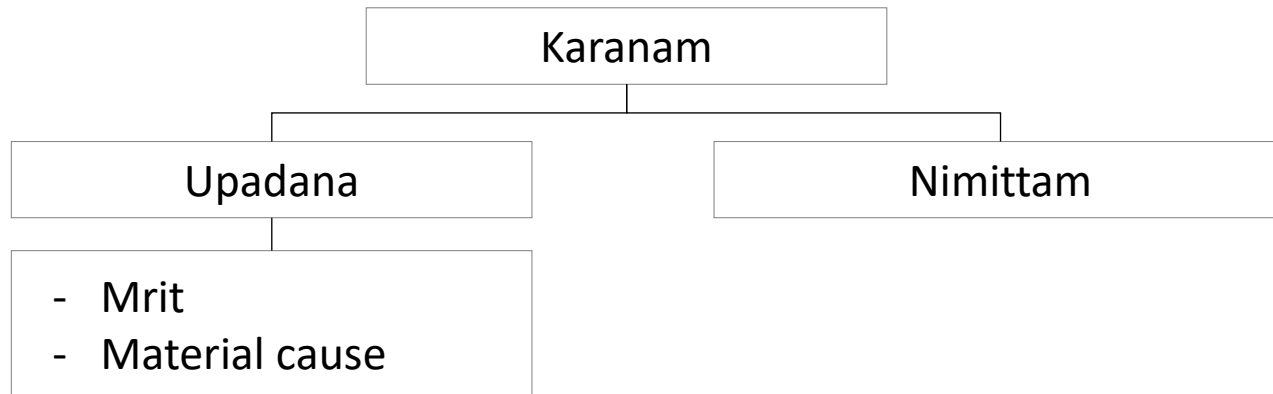 Karanam
Upadana
Nimittam
- Mrit
- Material cause